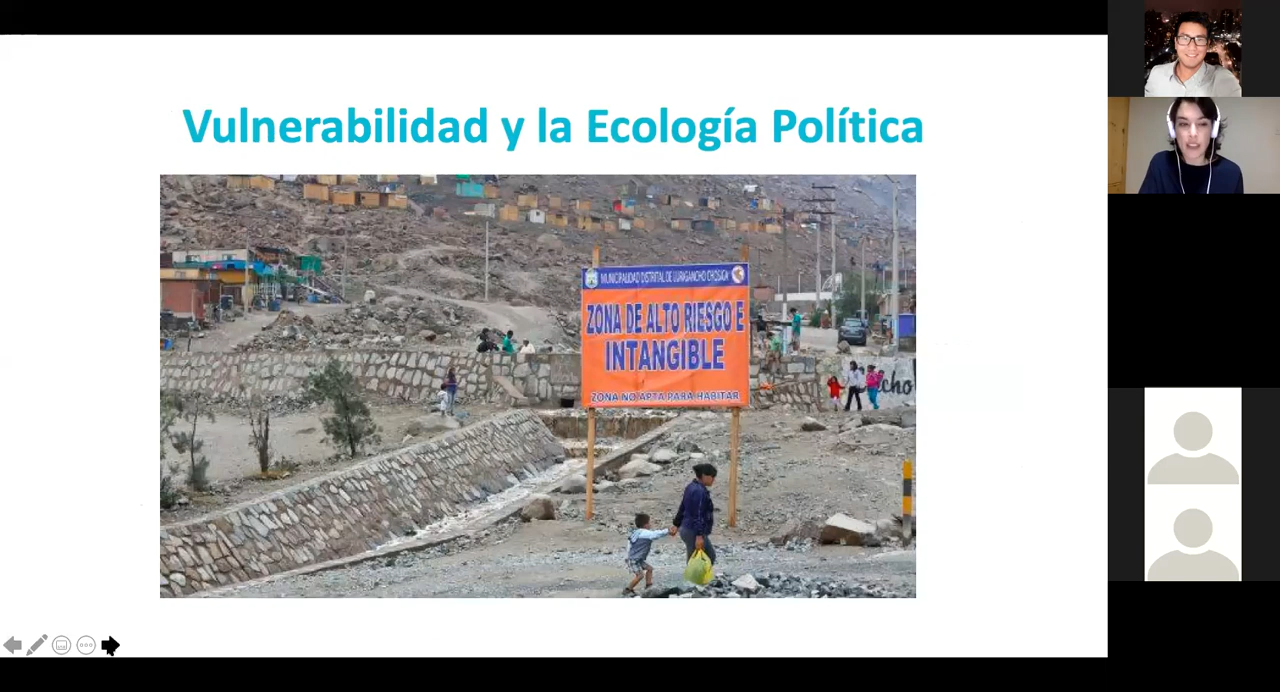 Vulnerabilidad y la Ecología Política
MUNICIPALIDAD DISTRITAL DE LURIGANCHO CHOSICA
ZONA DE ALTO RIESGO E
INTANGIBLE
ZONA NO APTA PARA HABITAR
cho